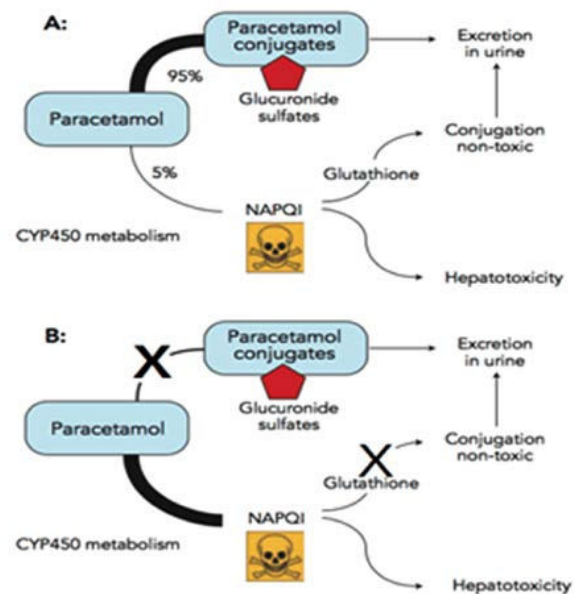 A:
Paracetamol
conjugates
Excretion
in urine
95%
Glucuronide
sulfates
Paracetamol
Conjugation
non-toxic
5%
Glutathione
NAPQI
CYP450 metabolism
Hepatotoxicity
B:
Paracetamol
conjugates
Excretion
in urine
X
Glucuronide
sulfates
Paracetamol
Conjugation
non-toxic
X
Glutathione
NAPQI
CYP450 metabolism
Hepatotoxicity